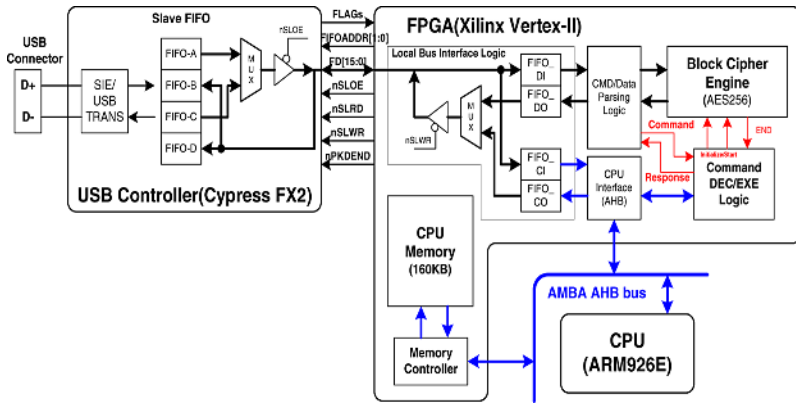 Slave FIFO
USB
Connector
D+
D-
SIE/
USB
TRANS
FIFO-A
FIFO-B
FIFO-C
FIFO-D
MUX
nSLOE
USB Controller(Cypress FX2)
FLAGs
FIFOADDR[1:0]
FD[15:0]
nSLOE
nSLRD
nSLWR
nPKDEND
FPGA(Xilinx Vertex-II)
Local Bus Interface Logic
FIFO_
DI
FIFO_
DO
MUX
nSLWR
FIFO_
CI
FIFO_
CO
CMD/Data
Parsing
Logic
Block Cipher
Engine
(AES256)
Command
Response
Initialize/Start
END
CPU
Interface
(AHB)
Command
DEC/EXE
Logic
CPU
Memory
(160KB)
Memory
Controller
AMBA AHB bus
CPU
(ARM926E)